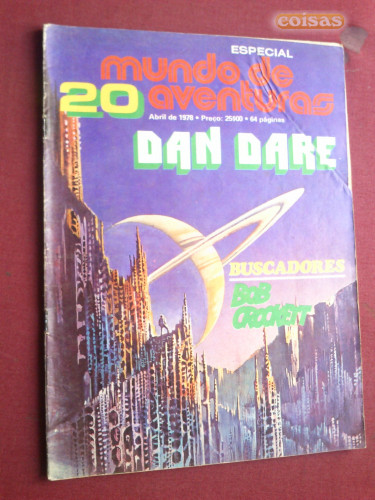 coisas
ESPECIAL
mundo de
20 aventuras
Abril de 1978 • Preço: 25$00 • 64 páginas
DAN DARE
BUSCADORES
BOB
CROCKETT